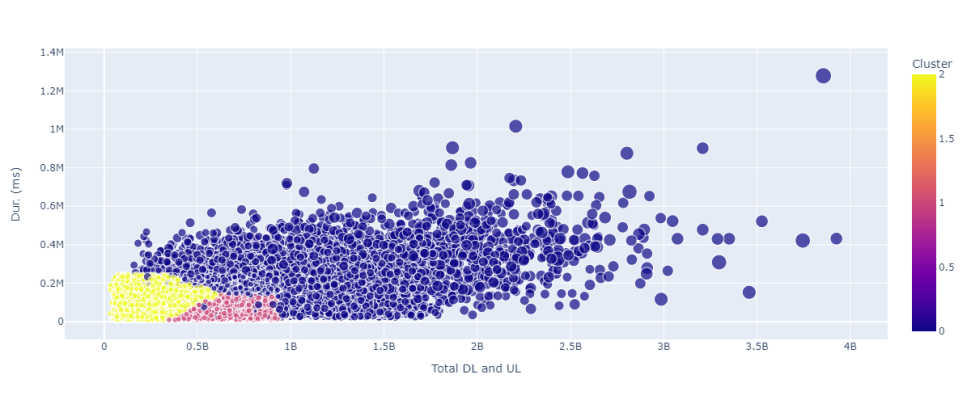 1.4M
1.2M
1M
0.8M
0.6M
0.4M
0.2M
0
Dur. (ms)
0
0.5B
1B
1.5B
2B
2.5B
3B
3.5B
4B
Total DL and UL
Cluster
2
1.5
1
0.5
0